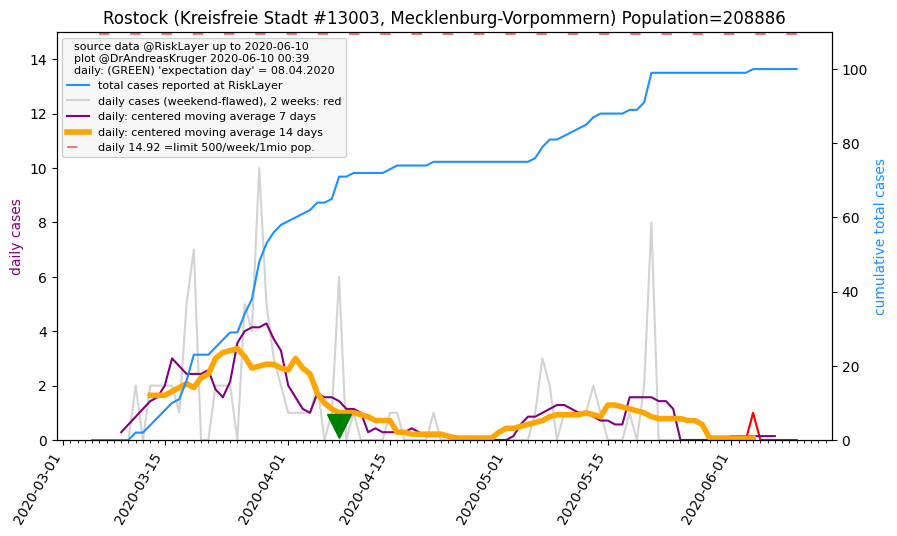 Rostock (Kreisfreie Stadt #13003, Mecklenburg-Vorpommern) Population=208886
source data @RiskLayer up to 2020-06-10
plot @DrAndreasKruger 2020-06-10 00:39
daily: (GREEN) 'expectation day' = 08.04.2020
total cases reported at RiskLayer
daily cases (weekend-flawed), 2 weeks: red
daily: centered moving average 7 days
daily: centered moving average 14 days
daily 14.92 =limit 500/week/1mio pop.
daily cases
14
12
10
8
6
4
2
0
cumulative total cases
100
80
60
40
20
0
2020-03-01
2020-03-15
2020-04-01
2020-04-15
2020-05-01
2020-05-15
2020-06-01